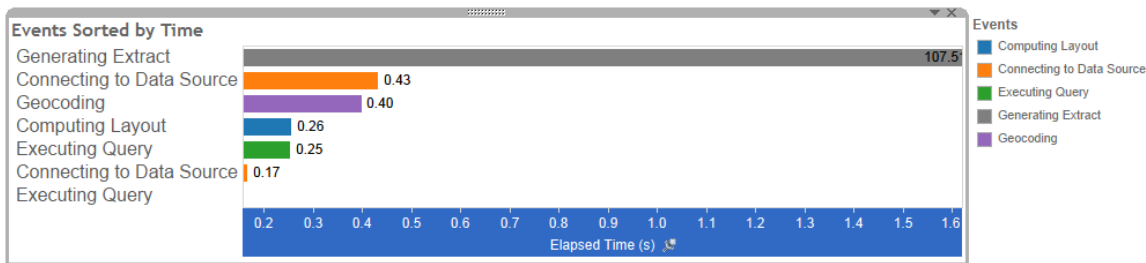 Events Sorted by Time
Generating Extract 107.5
Connecting to Data Source 0.43
Geocoding 0.40
Computing Layout 0.26
Executing Query 0.25
Connecting to Data Source 0.17
Executing Query
0.2 0.3 0.4 0.5 0.6 0.7 0.8 0.9 1.0 1.1 1.2 1.3 1.4 1.5 1.6
Elapsed Time (s)
Events
Computing Layout
Connecting to Data Source
Executing Query
Generating Extract
Geocoding